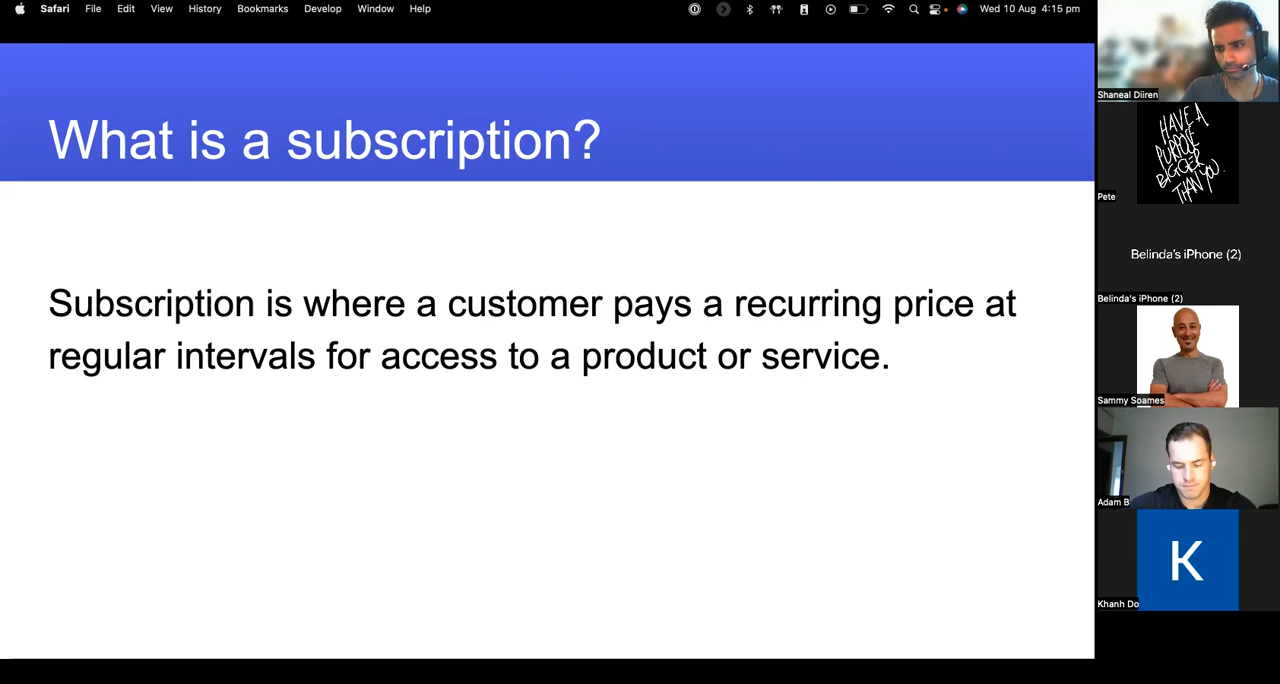 Safari File Edit View History Bookmarks Develop Window Help Wed 10 Aug 4:15 pm
What is a subscription?
Subscription is where a customer pays a recurring price at
regular intervals for access to a product or service.
Shaneal Diiren
HAVE A
PURPOSE
BIGGER
THAN YOU.
Pete
Belinda's iPhone (2)
Belinda's iPhone (2)
Sammy Soames
Adam B
K
Khanh Do